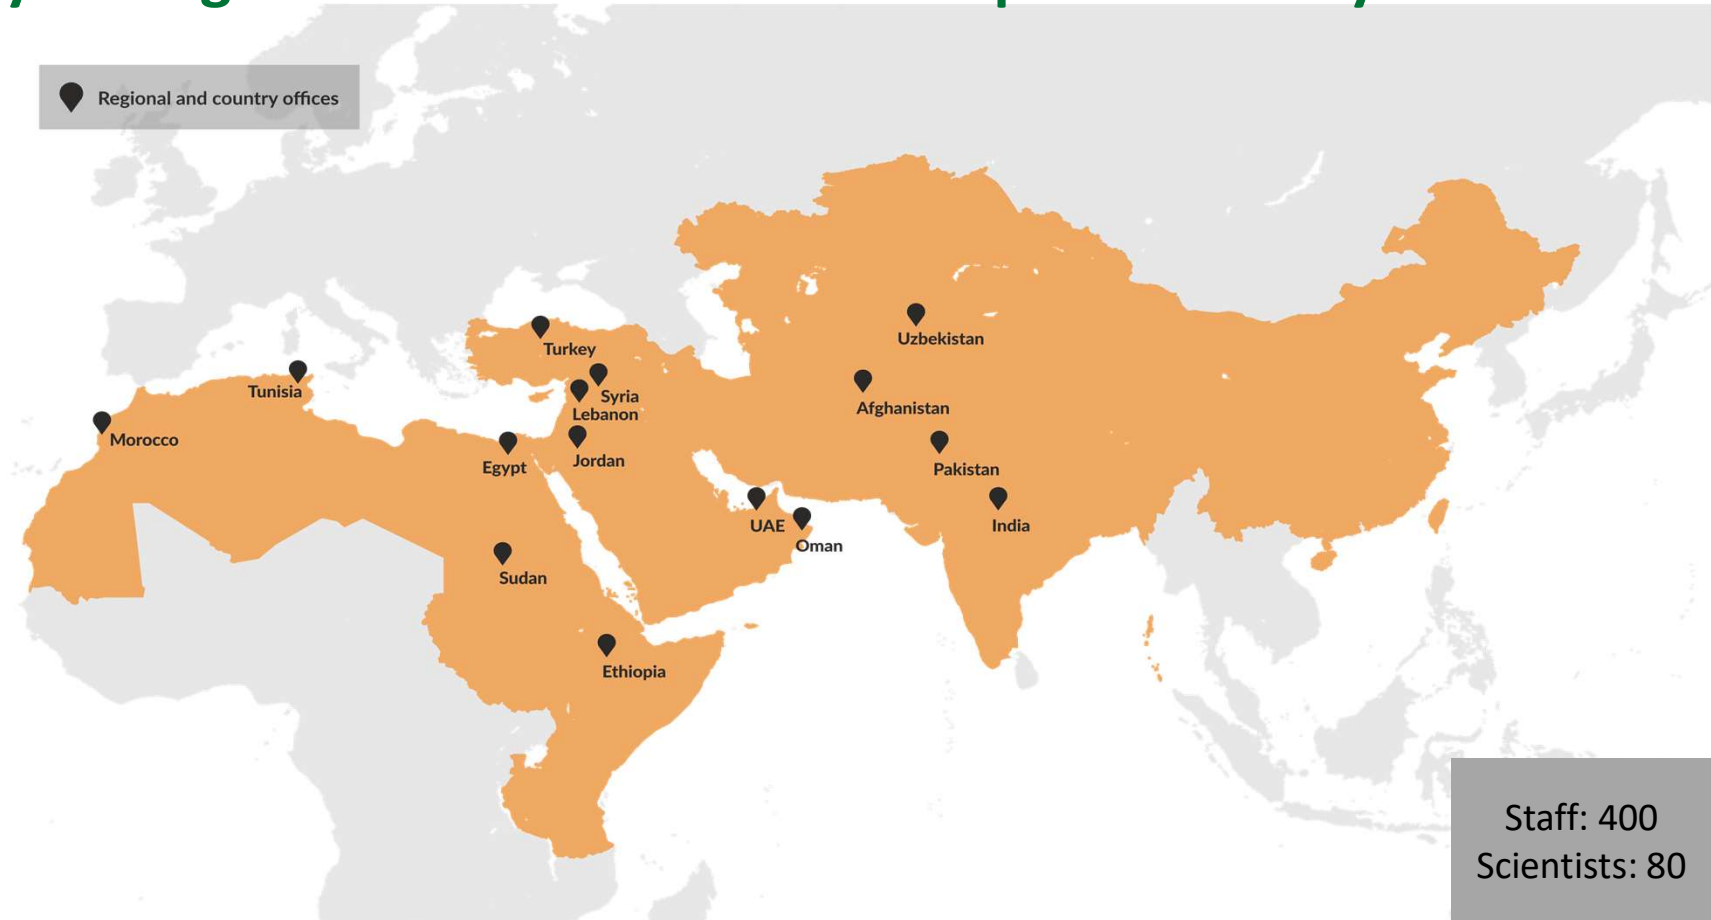 Regional and country offices
Uzbekistan
Turkey
Tunisia
Syria
Afghanistan
Lebanon
Morocco
Jordan
Egypt
Pakistan
UAE
India
Oman
Sudan
Ethiopia
Staff: 400
Scientists: 80